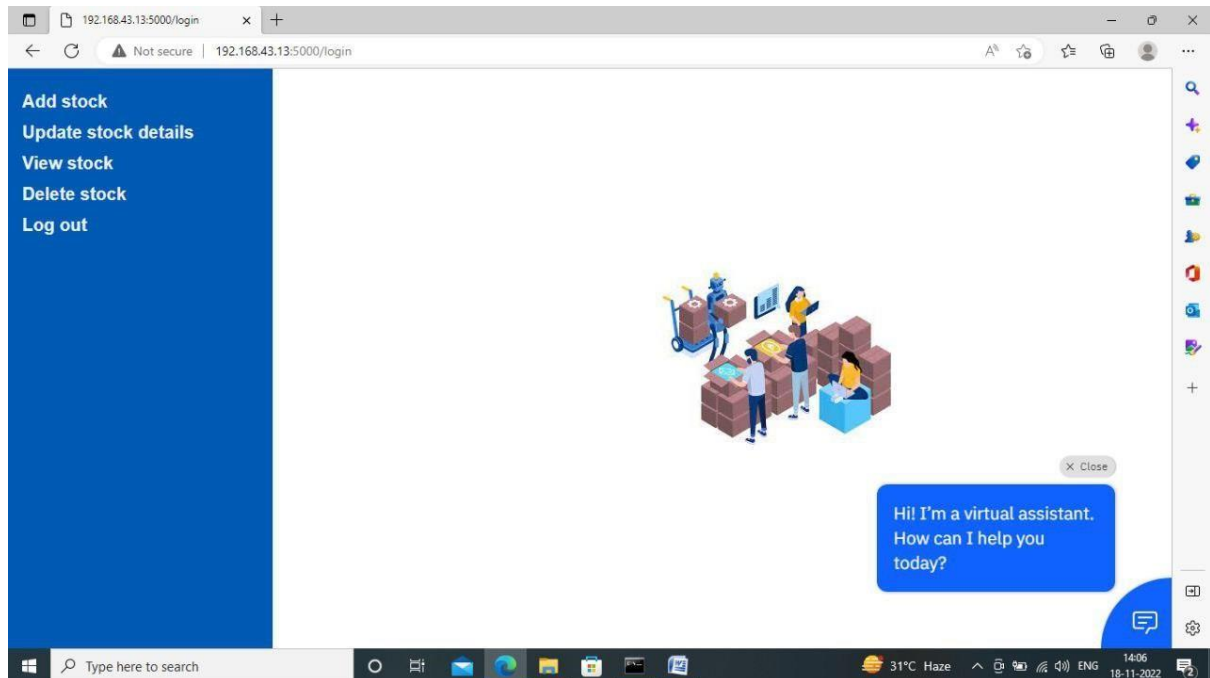 192.168.43.13:5000/login
Not secure | 192.168.43.13:5000/login
Add stock
Update stock details
View stock
Delete stock
Log out
Close
Hi! I'm a virtual assistant.
How can I help you
today?
Type here to search
31°C Haze
ENG
14:06
18-11-2022
2